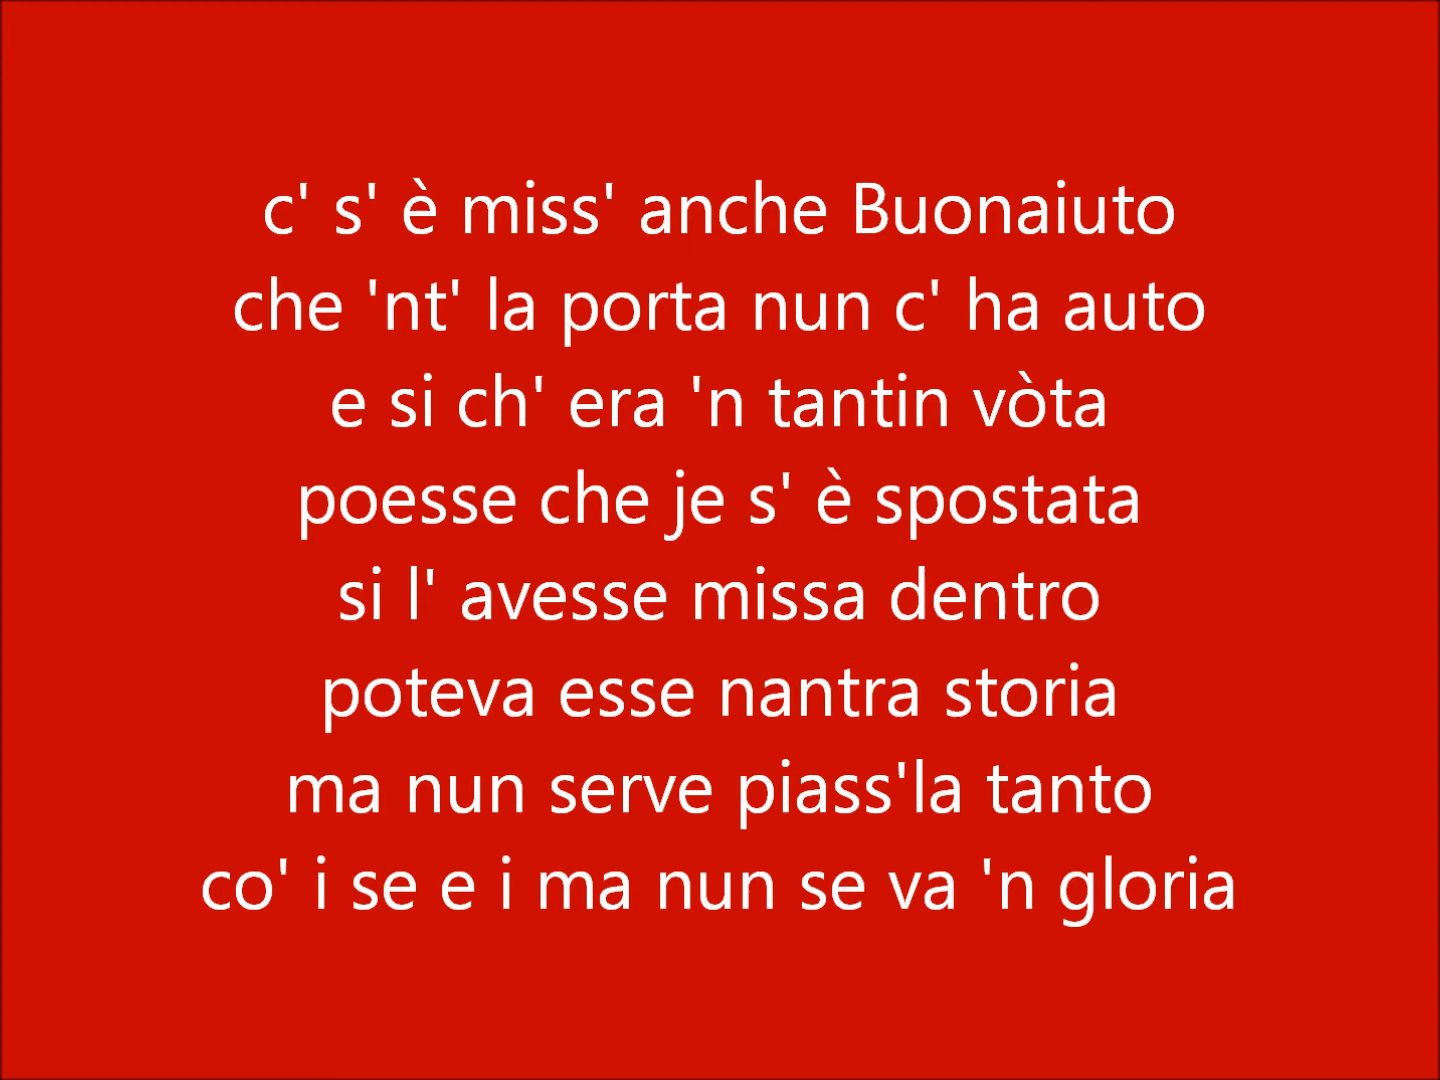 c' s' è miss' anche Buonaiuto
che 'nt' la porta nun c' ha auto
e si ch' era 'n tantin vòta
poesse che je s' è spostata
si l' avesse missa dentro
poteva esse nantra storia
ma nun serve piass'la tanto
co' i se e i ma nun se va 'n gloria